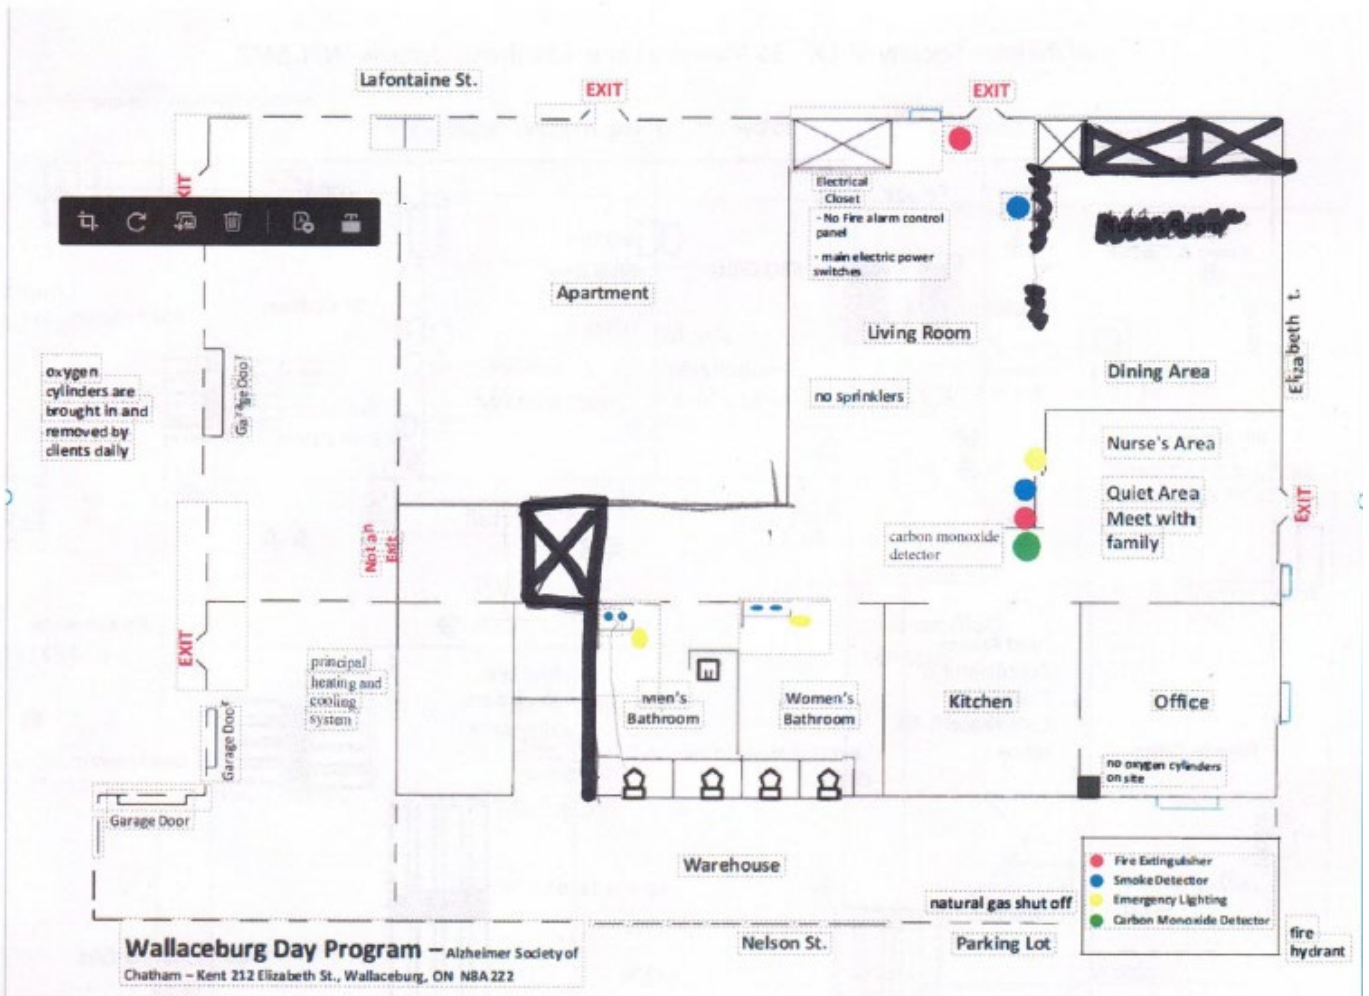 Lafontaine St.
EXIT
EXIT
EXIT
Electrical
Closet
- No Fire alarm control
panel
- main electric power
switches
Apartment
Living Room
Elizabeth t.
oxygen
cylinders are
brought in and
removed by
clients daily
Garage Door
Dining Area
no sprinklers
Nurse's Area
Quiet Area
Meet with
family
EXIT
Not an
Exit
carbon monoxide
detector
EXIT
principal
heating and
cooling
system
Men's
Bathroom
Women's
Bathroom
Kitchen
Office
Garage Door
no oxygen cylinders
on site
Garage Door
Warehouse
Fire Extinguisher
Smoke Detector
Emergency Lighting
Carbon Monoxide Detector
natural gas shut off
Nelson St.
Parking Lot
fire
hydrant
Wallaceburg Day Program – Alzheimer Society of
Chatham – Kent 212 Elizabeth St., Wallaceburg, ON N8A 2Z2